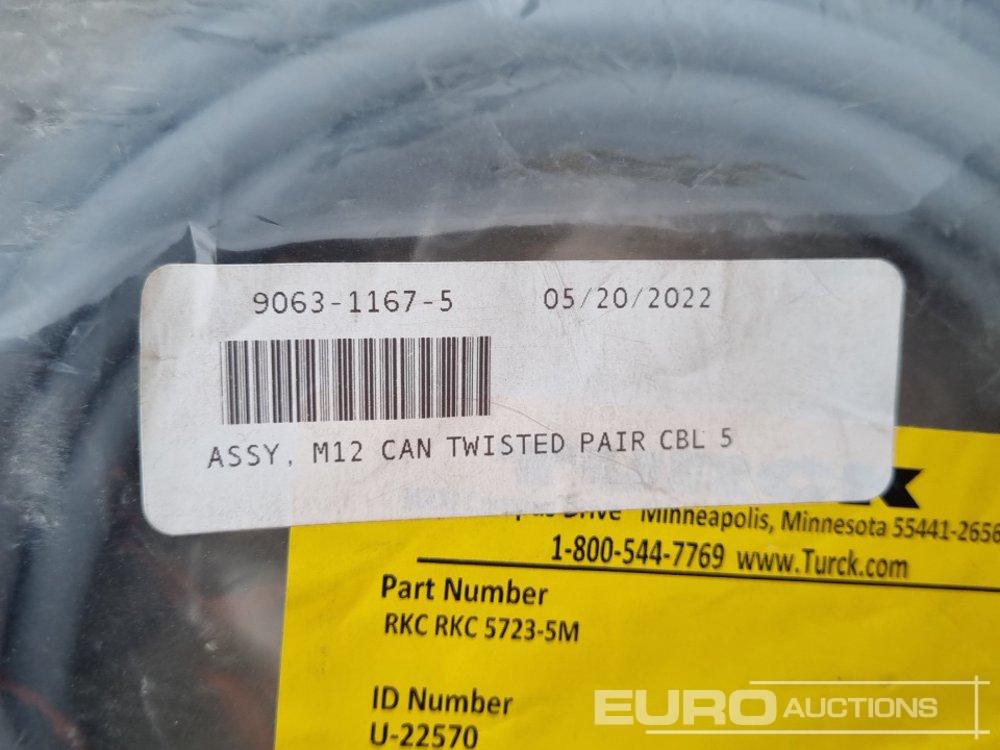 9063-1167-5 05/20/2022
ASSY, M12 CAN TWISTED PAIR CBL 5
Drive Minneapolis, Minnesota 55441-2656
1-800-544-7769 www.Turck.com
Part Number
RKC RKC 5723-5M
ID Number
U-22570
EURO AUCTIONS